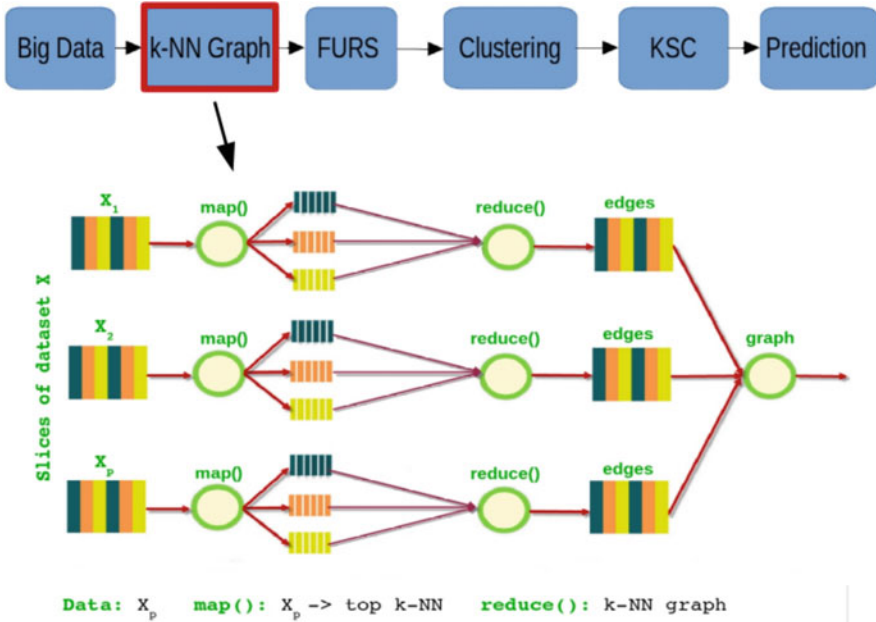 Big Data k-NN Graph FURS Clustering KSC Prediction
Slices of dataset X
X1 map() reduce() edges
X2 map() reduce() edges graph
Xp map() reduce() edges
Data: Xp map(): Xp -> top k-NN reduce(): k-NN graph